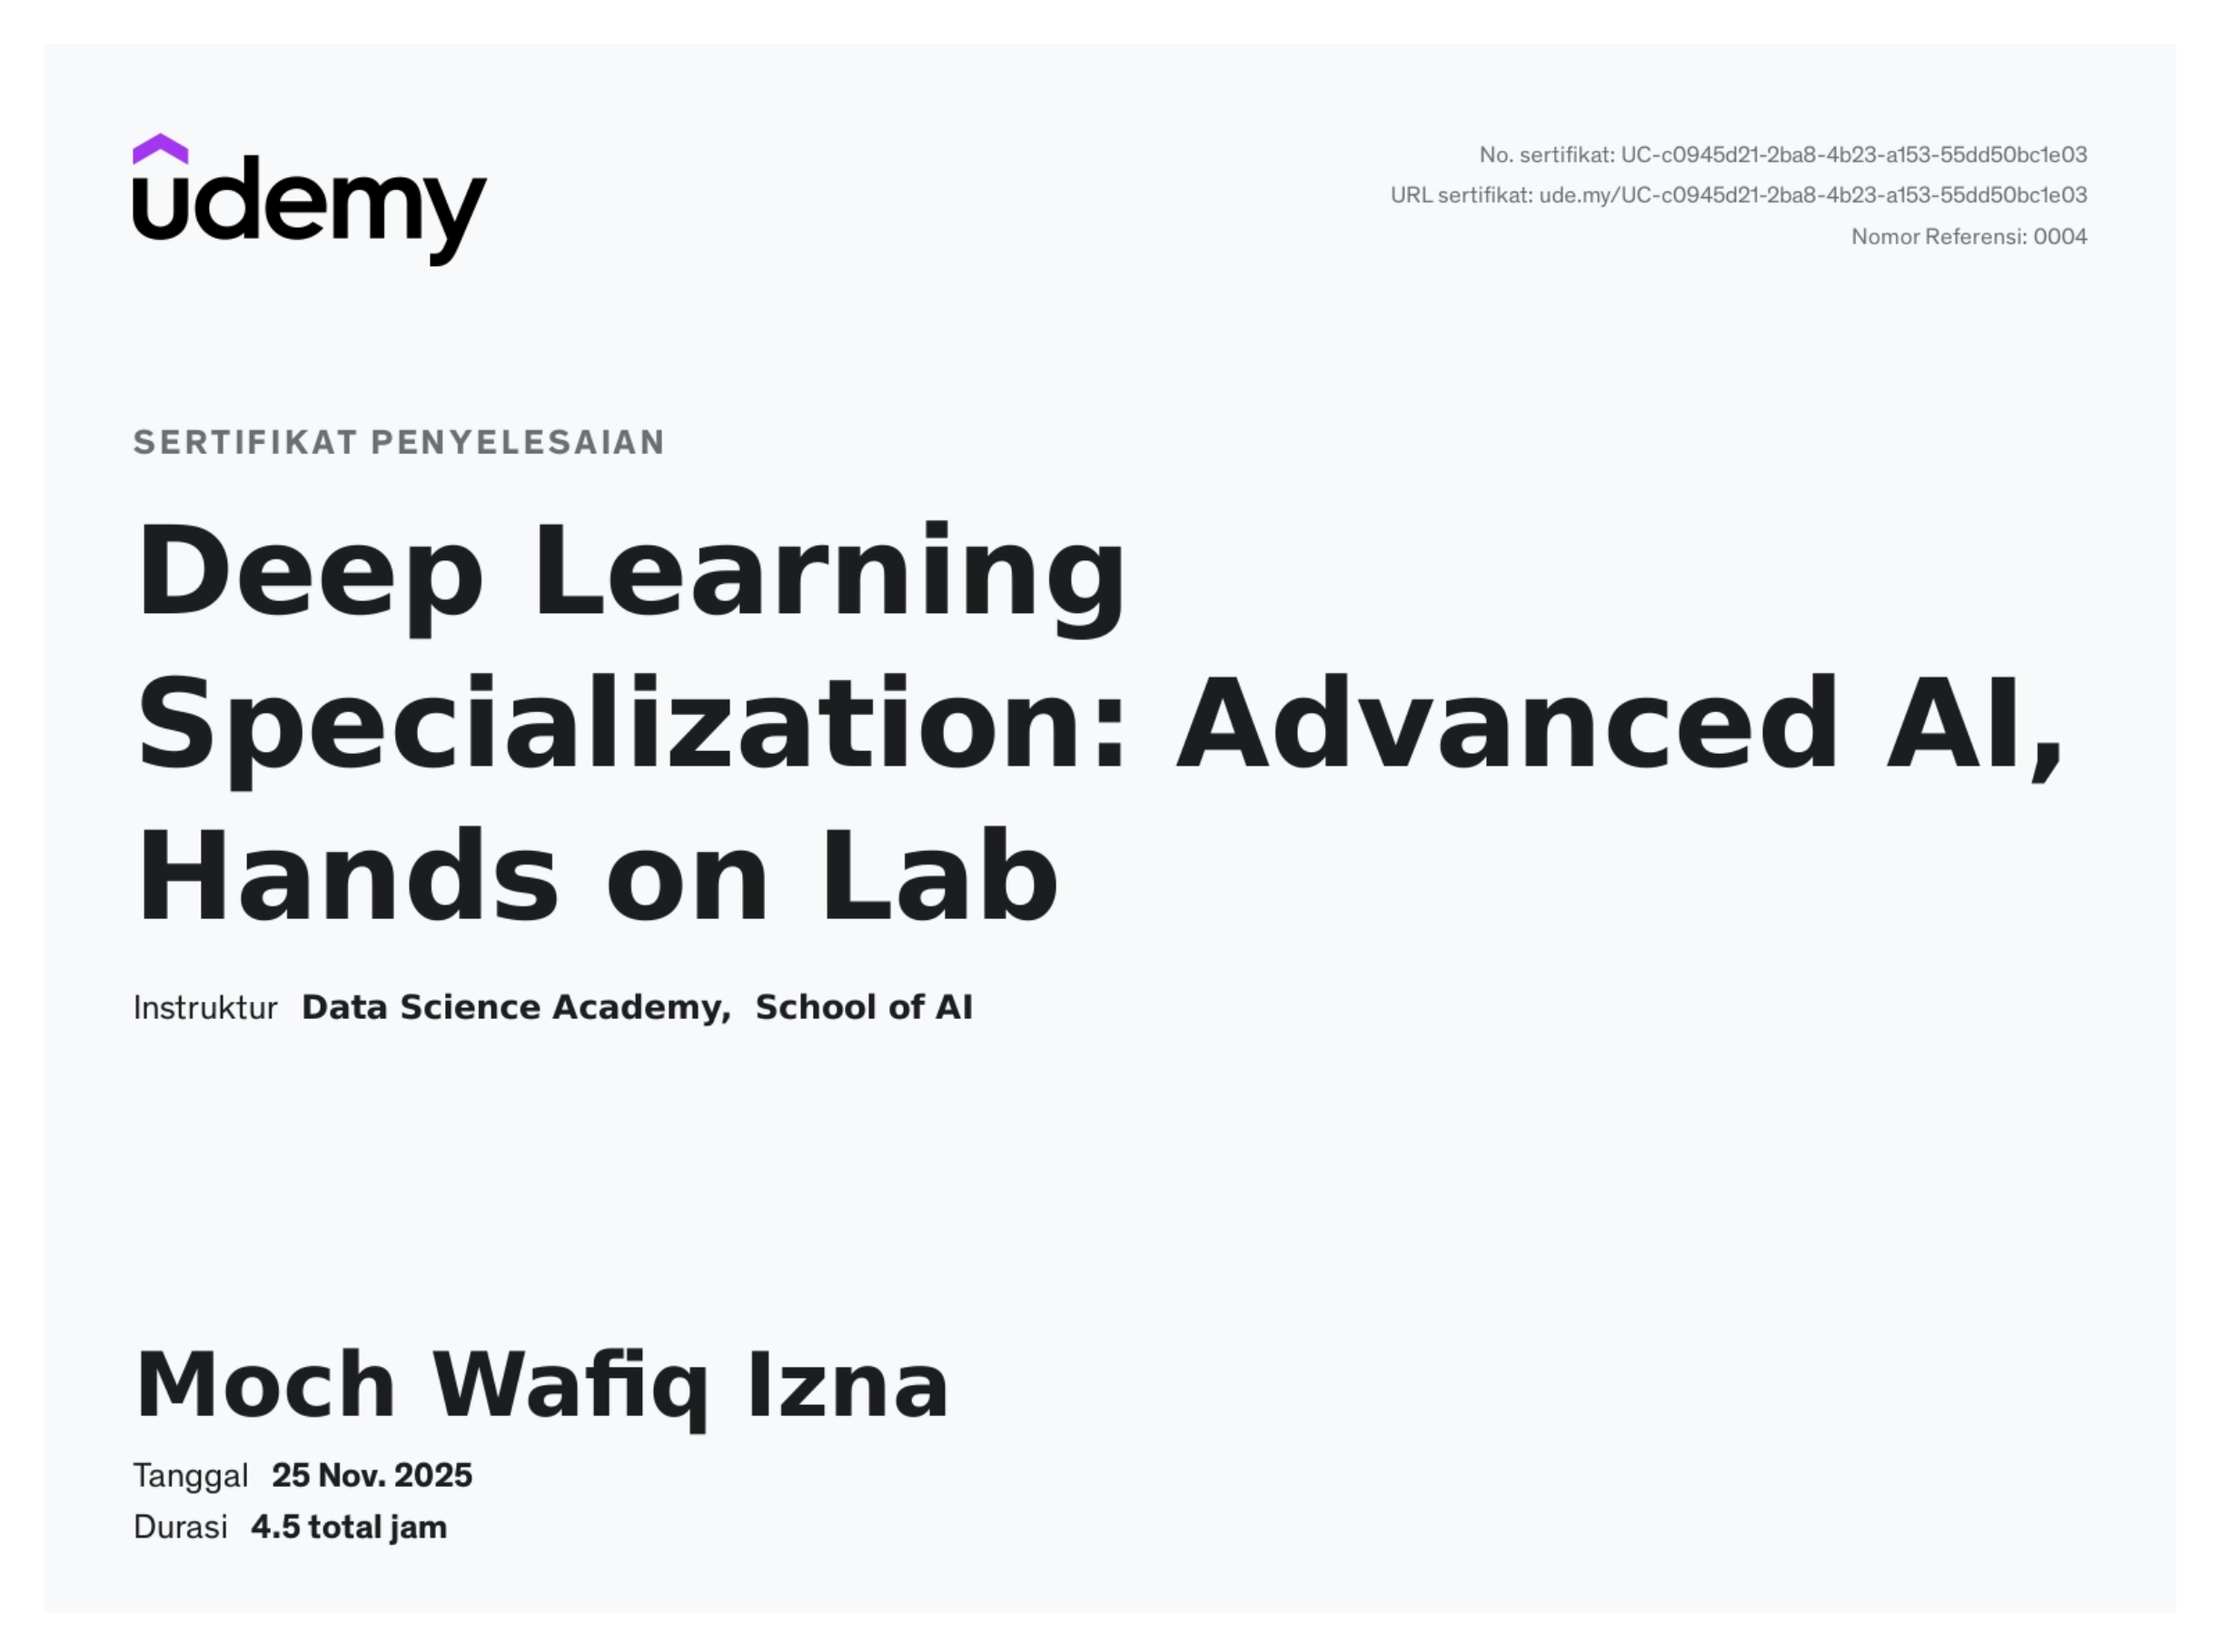 udemy
No. sertifikat: UC-c0945d21-2ba8-4b23-a153-55dd50bc1e03
URL sertifikat: ude.my/UC-c0945d21-2ba8-4b23-a153-55dd50bc1e03
Nomor Referensi: 0004
SERTIFIKAT PENYELESAIAN
Deep Learning
Specialization: Advanced AI,
Hands on Lab
Instruktur Data Science Academy, School of AI
Moch Wafiq Izna
Tanggal 25 Nov. 2025
Durasi 4.5 total jam